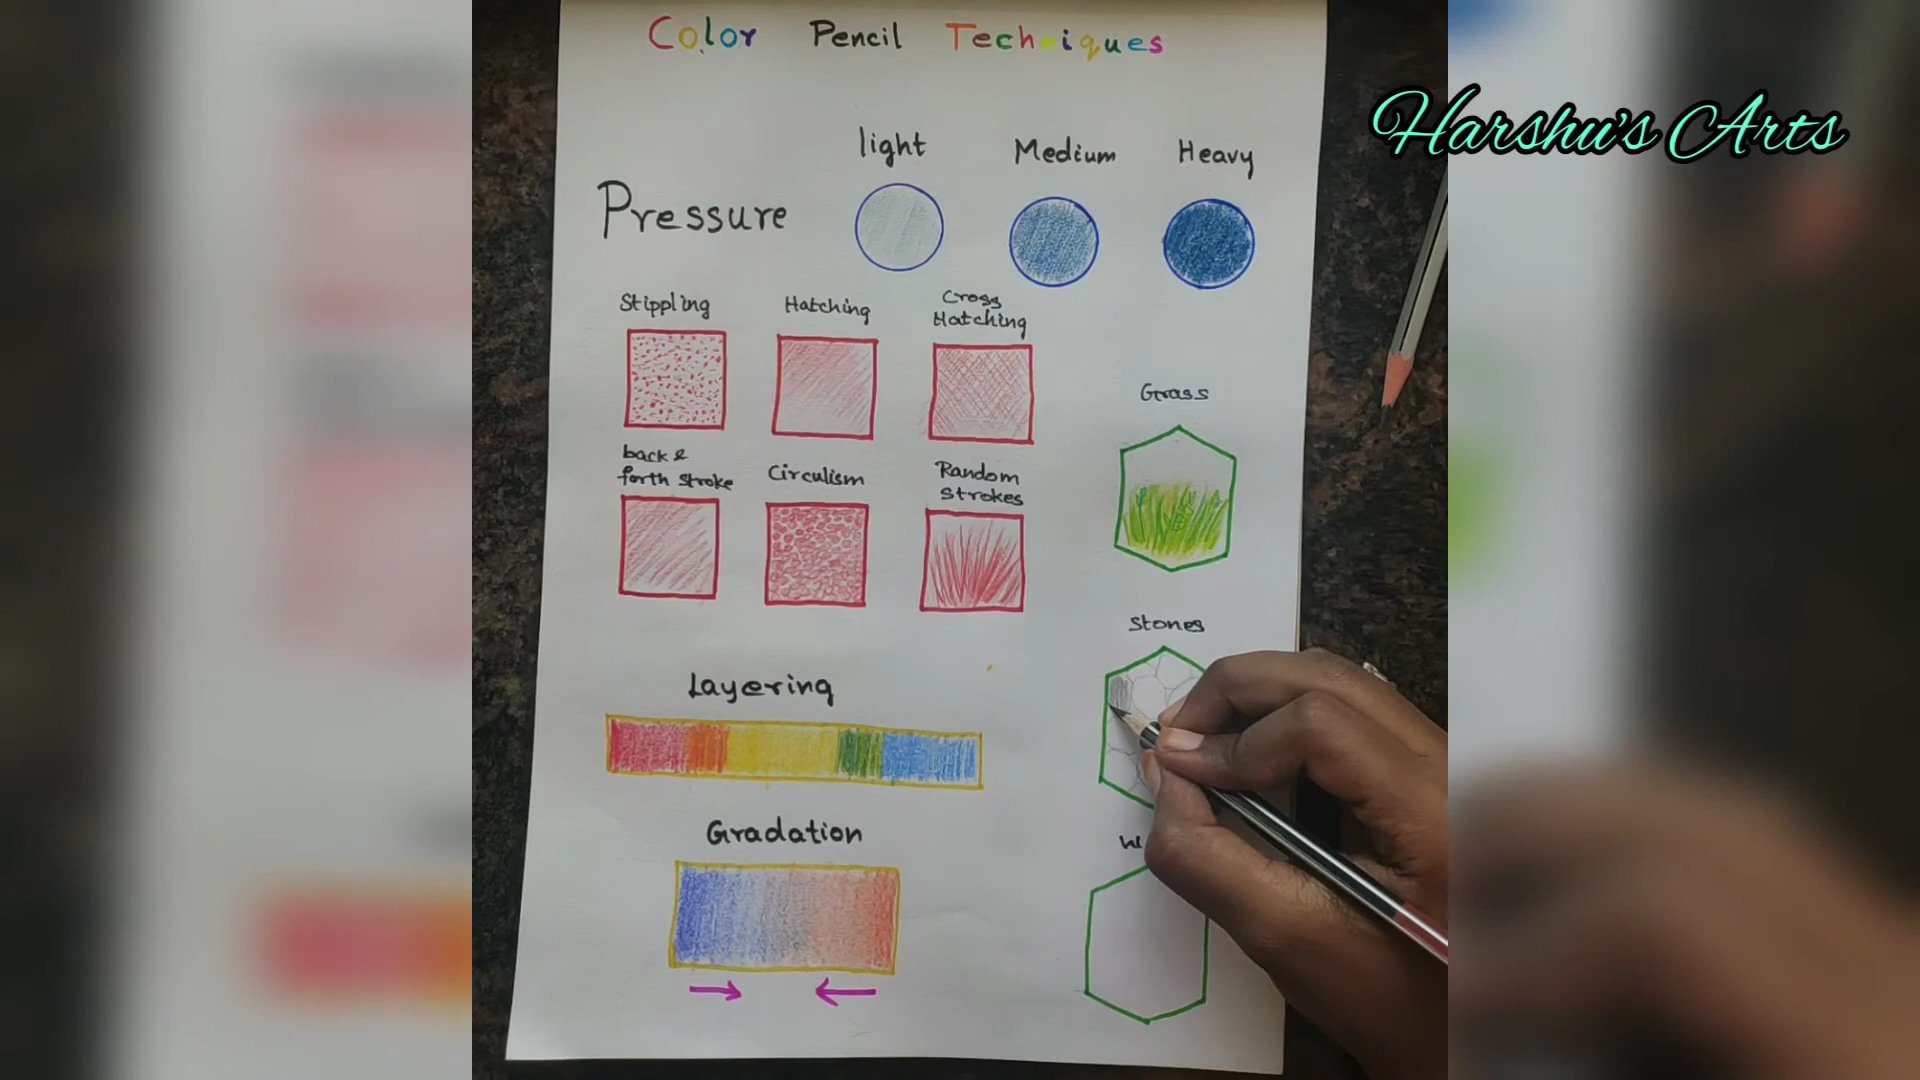 Color Pencil Techniques
Harshu's Arts
light Medium Heavy
Pressure
Stippling Hatching Cross
Hatching
Grass
back &
forth stroke Circulism Random
Strokes
Stones
Layering
Gradation